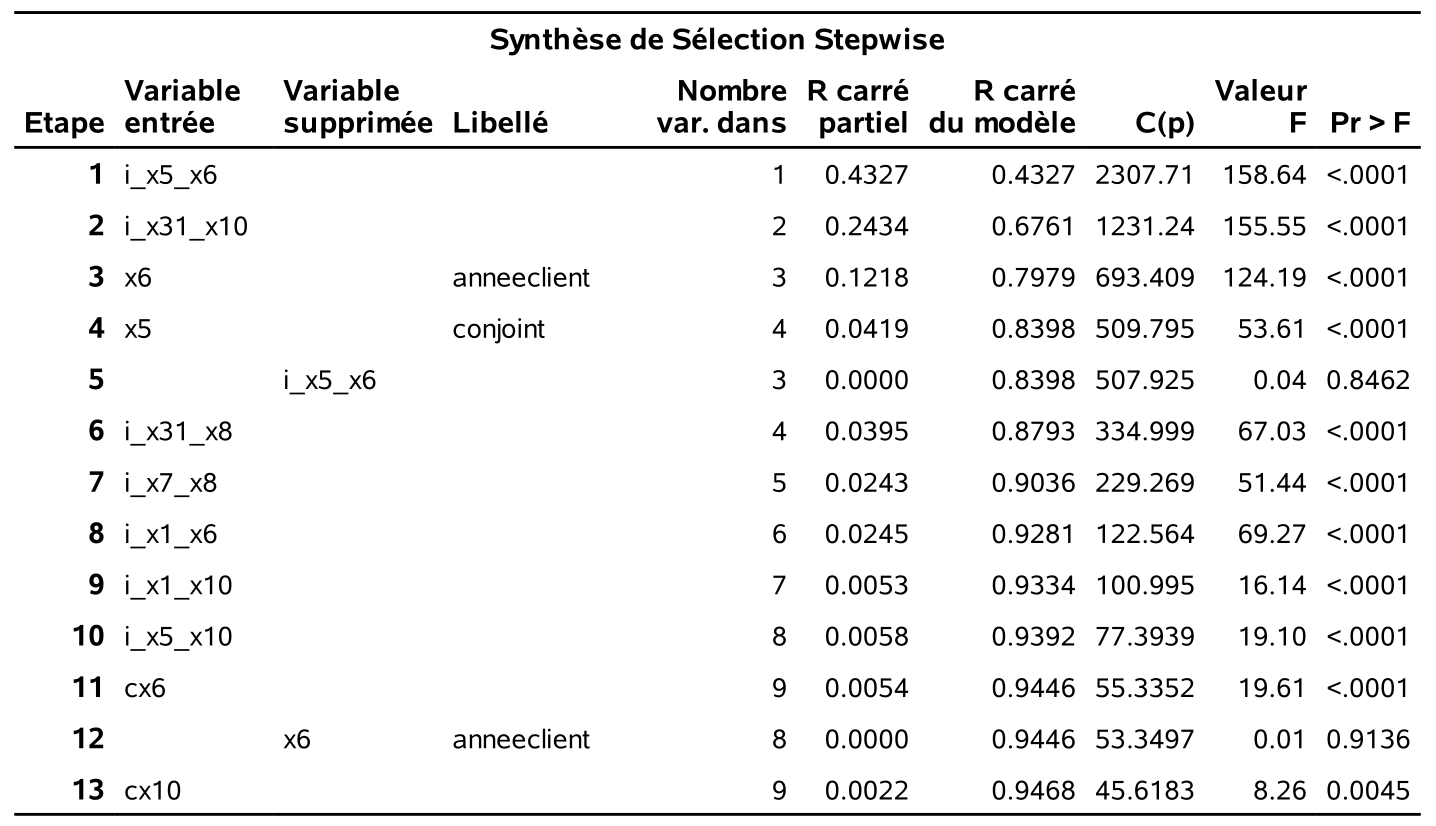 Synthèse de Sélection Stepwise
Variable Variable Nombre R carré R carré Valeur
Etape entrée supprimée Libellé var. dans partiel du modèle C(p) F Pr > F
1 i_x5_x6 1 0.4327 0.4327 2307.71 158.64 <.0001
2 i_x31_x10 2 0.2434 0.6761 1231.24 155.55 <.0001
3 x6 anneeclient 3 0.1218 0.7979 693.409 124.19 <.0001
4 x5 conjoint 4 0.0419 0.8398 509.795 53.61 <.0001
5 i_x5_x6 3 0.0000 0.8398 507.925 0.04 0.8462
6 i_x31_x8 4 0.0395 0.8793 334.999 67.03 <.0001
7 i_x7_x8 5 0.0243 0.9036 229.269 51.44 <.0001
8 i_x1_x6 6 0.0245 0.9281 122.564 69.27 <.0001
9 i_x1_x10 7 0.0053 0.9334 100.995 16.14 <.0001
10 i_x5_x10 8 0.0058 0.9392 77.3939 19.10 <.0001
11 cx6 9 0.0054 0.9446 55.3352 19.61 <.0001
12 x6 anneeclient 8 0.0000 0.9446 53.3497 0.01 0.9136
13 cx10 9 0.0022 0.9468 45.6183 8.26 0.0045